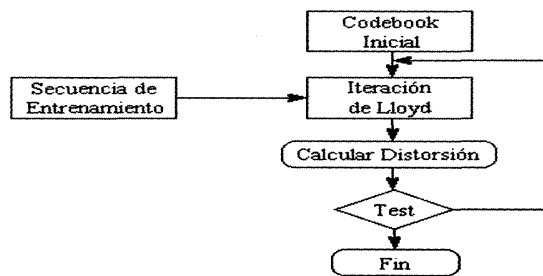 Codebook
Inicial
Secuencia de
Entrenamiento
Iteración
de Lloyd
Calcular Distorsión
Test
Fin